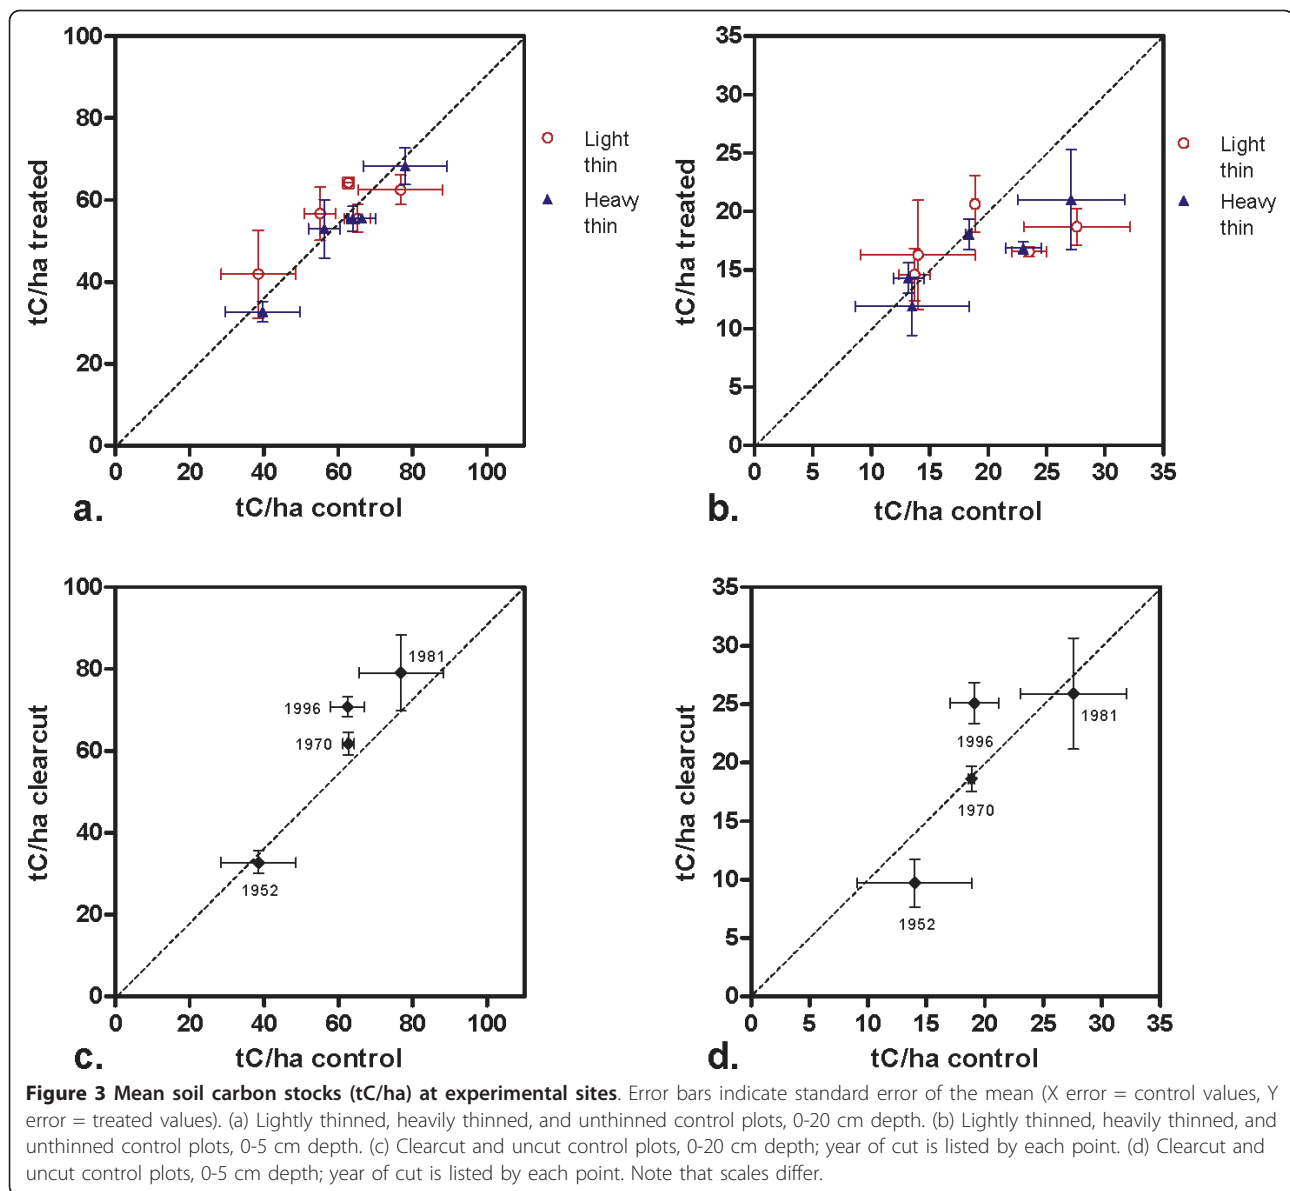 100
80
60
40
20
0
tC/ha treated
0 20 40 60 80 100
tC/ha control
a.
Light
thin
Heavy
thin
35
30
25
20
15
10
5
0
tC/ha treated
0 5 10 15 20 25 30 35
tC/ha control
b.
Light
thin
Heavy
thin
100
80
60
40
20
0
tC/ha clearcut
1981
1996
1970
1952
0 20 40 60 80 100
tC/ha control
c.
35
30
25
20
15
10
5
0
tC/ha clearcut
1996
1981
1970
1952
0 5 10 15 20 25 30 35
tC/ha control
d.
Figure 3 Mean soil carbon stocks (tC/ha) at experimental sites. Error bars indicate standard error of the mean (X error = control values, Y
error = treated values). (a) Lightly thinned, heavily thinned, and unthinned control plots, 0-20 cm depth. (b) Lightly thinned, heavily thinned, and
unthinned control plots, 0-5 cm depth. (c) Clearcut and uncut control plots, 0-20 cm depth; year of cut is listed by each point. (d) Clearcut and
uncut control plots, 0-5 cm depth; year of cut is listed by each point. Note that scales differ.